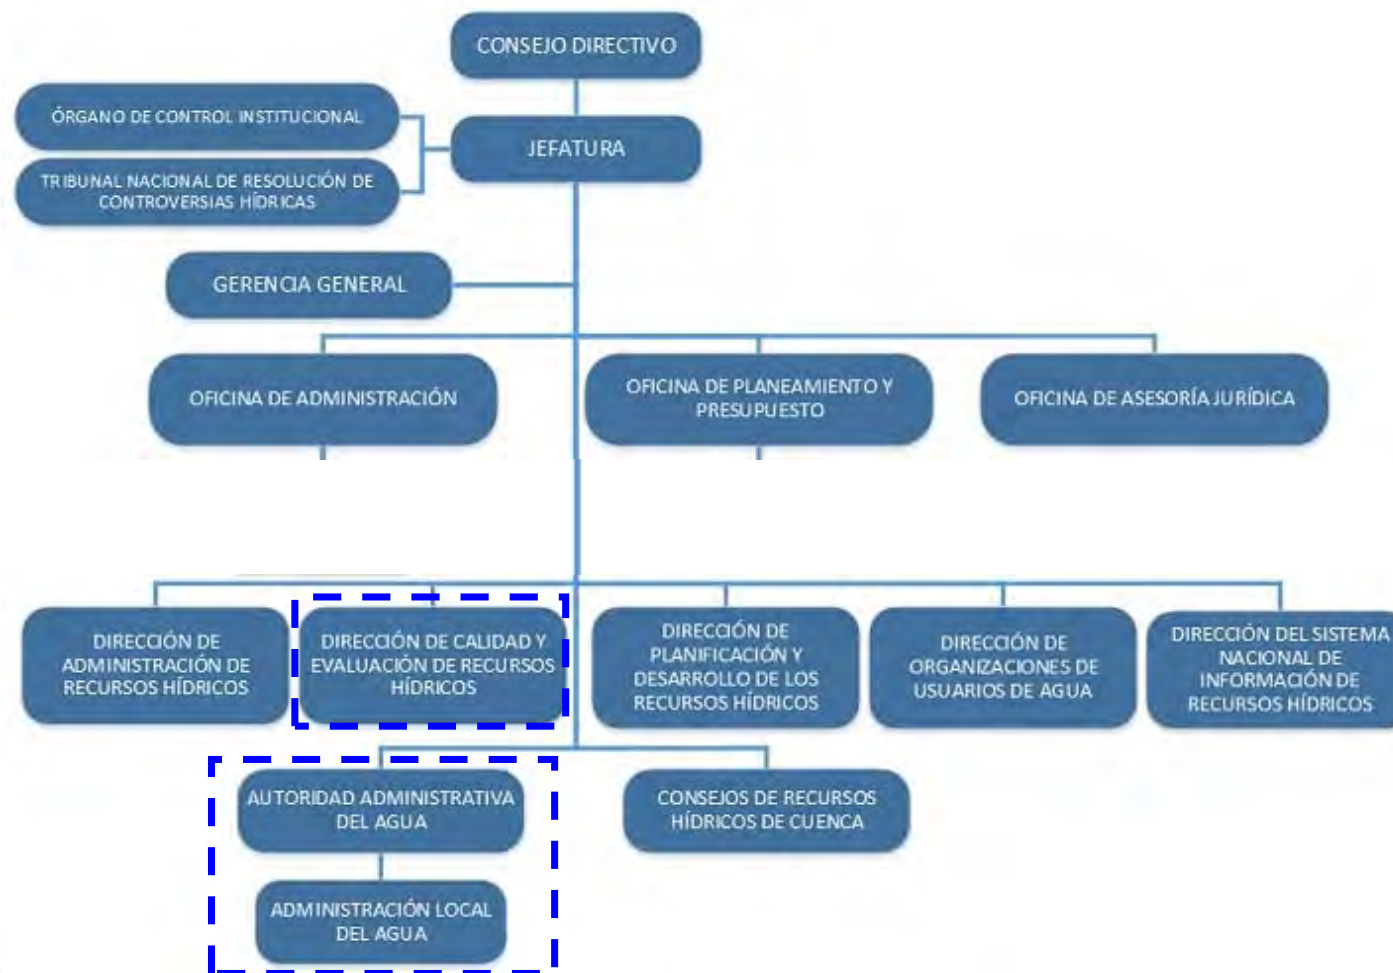 CONSEJO DIRECTIVO
ÓRGANO DE CONTROL INSTITUCIONAL
JEFATURA
TRIBUNAL NACIONAL DE RESOLUCIÓN DE
CONTROVERSIAS HÍDRICAS
GERENCIA GENERAL
OFICINA DE ADMINISTRACIÓN
OFICINA DE PLANEAMIENTO Y
PRESUPUESTO
OFICINA DE ASESORÍA JURÍDICA
DIRECCIÓN DE
ADMINISTRACIÓN DE
RECURSOS HÍDRICOS
DIRECCIÓN DE CALIDAD Y
EVALUACIÓN DE RECURSOS
HÍDRICOS
DIRECCIÓN DE
PLANIFICACIÓN Y
DESARROLLO DE LOS
RECURSOS HÍDRICOS
DIRECCIÓN DE
ORGANIZACIONES DE
USUARIOS DE AGUA
DIRECCIÓN DEL SISTEMA
NACIONAL DE
INFORMACIÓN DE
RECURSOS HÍDRICOS
AUTORIDAD ADMINISTRATIVA
DEL AGUA
CONSEJOS DE RECURSOS
HÍDRICOS DE CUENCA
ADMINISTRACIÓN LOCAL
DEL AGUA